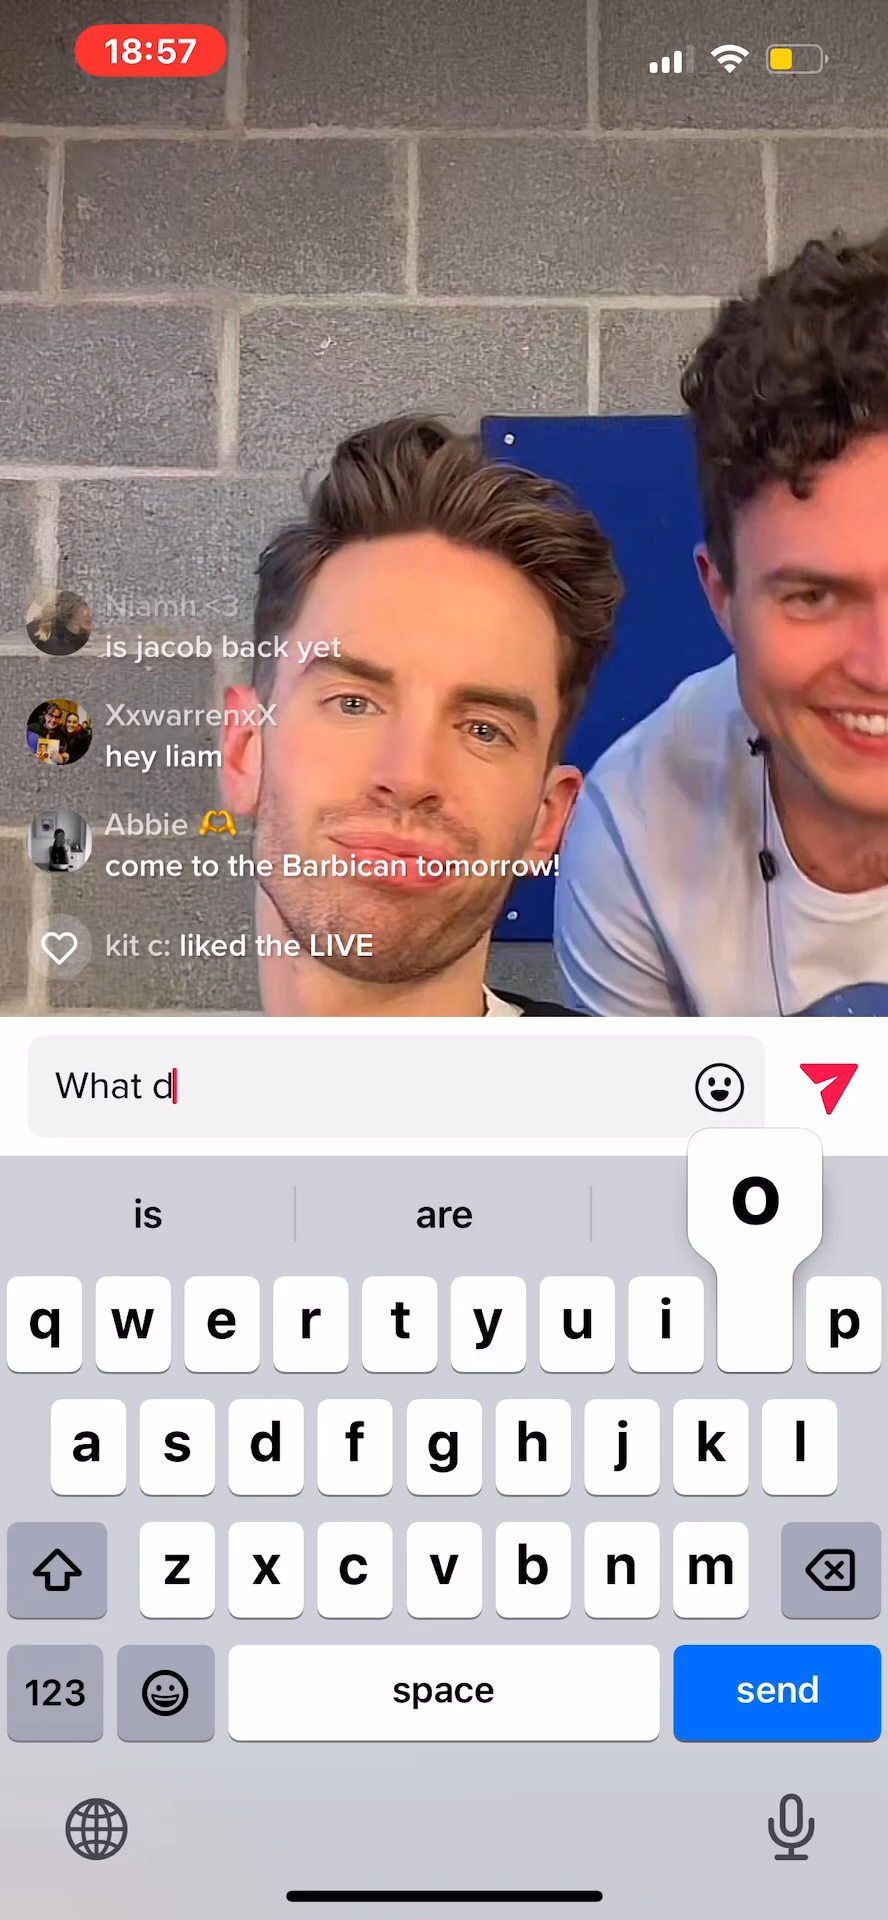 18:57
Niamh <3
is jacob back yet
XxwarrenxX
hey liam
Abbie 🫶
come to the Barbican tomorrow!
kit c: liked the LIVE
What d
is are
o
q w e r t y u i p
a s d f g h j k l
z x c v b n m
123 space send